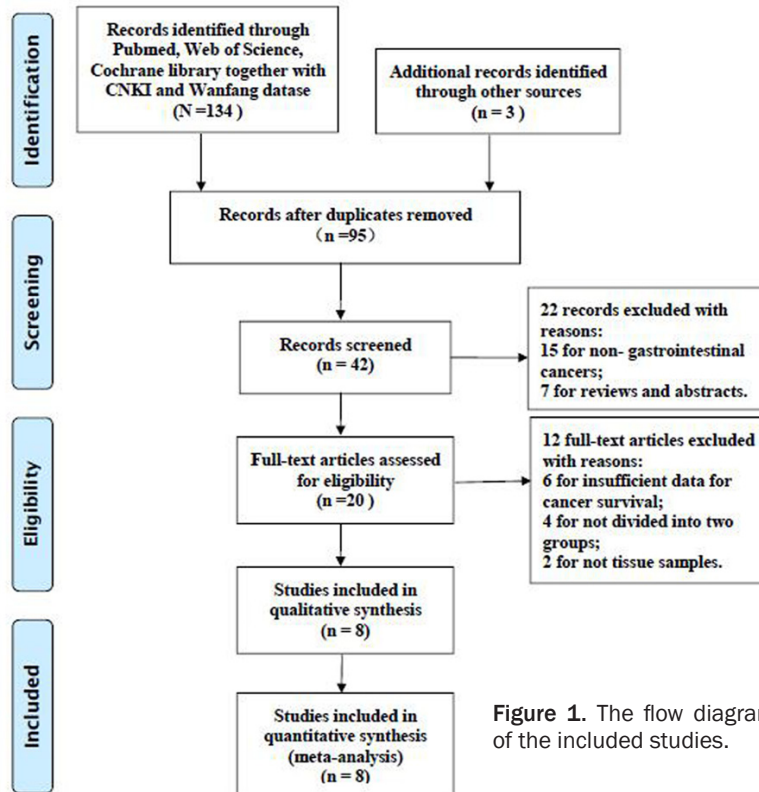 Identification
Records identified through
Pubmed, Web of Science,
Cochrane library together with
CNKI and Wanfang datase
(N =134 )
Additional records identified
through other sources
(n = 3 )
Records after duplicates removed
（n =95）
Screening
Records screened
(n = 42)
22 records excluded with
reasons:
15 for non- gastrointestinal
cancers;
7 for reviews and abstracts.
Eligibility
Full-text articles assessed
for eligibility
(n =20 )
12 full-text articles excluded
with reasons:
6 for insufficient data for
cancer survival;
4 for not divided into two
groups;
2 for not tissue samples.
Studies included in
qualitative synthesis
(n = 8)
Included
Studies included in
quantitative synthesis
(meta-analysis)
(n = 8)
Figure 1. The flow diagram
of the included studies.